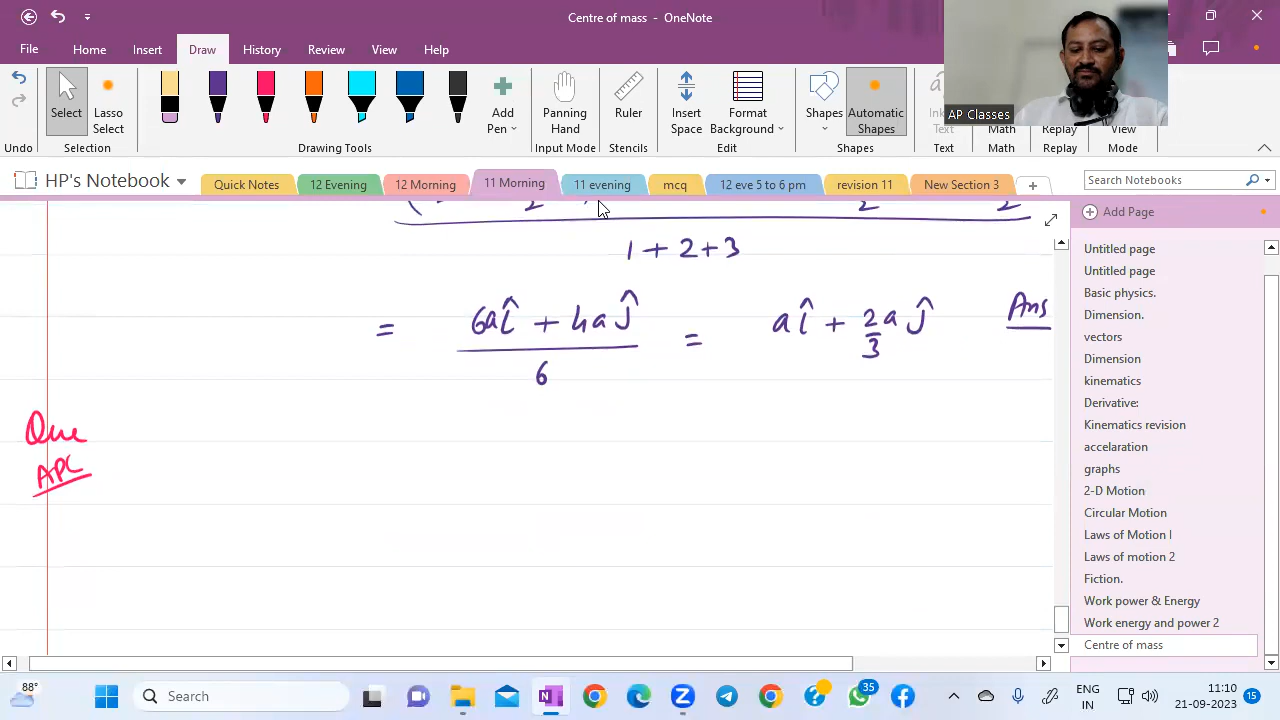 Centre of mass - OneNote
File Home Insert Draw History Review View Help
Select
Lasso Select
Add Pen
Panning Hand
Ruler
Insert Space
Format Background
Shapes
Automatic Shapes
Ink Text
Math
Replay
View
AP Classes
Undo Selection Drawing Tools Input Mode Stencils Edit Shapes Text Math Replay Mode
HP's Notebook Quick Notes 12 Evening 12 Morning 11 Morning 11 evening mcq 12 eve 5 to 6 pm revision 11 New Section 3
Search Notebooks
Add Page
Untitled page
Untitled page
Basic physics.
Dimension.
vectors
Dimension
kinematics
Derivative:
Kinematics revision
accelaration
graphs
2-D Motion
Circular Motion
Laws of Motion I
Laws of motion 2
Fiction.
Work power & Energy
Work energy and power 2
Centre of mass
1 + 2 + 3
= 6aî + 4aĵ / 6 = aî + 2/3 aĵ Ans
Que
APC
88°
Search
35
ENG
IN
11:10
21-09-2023
15